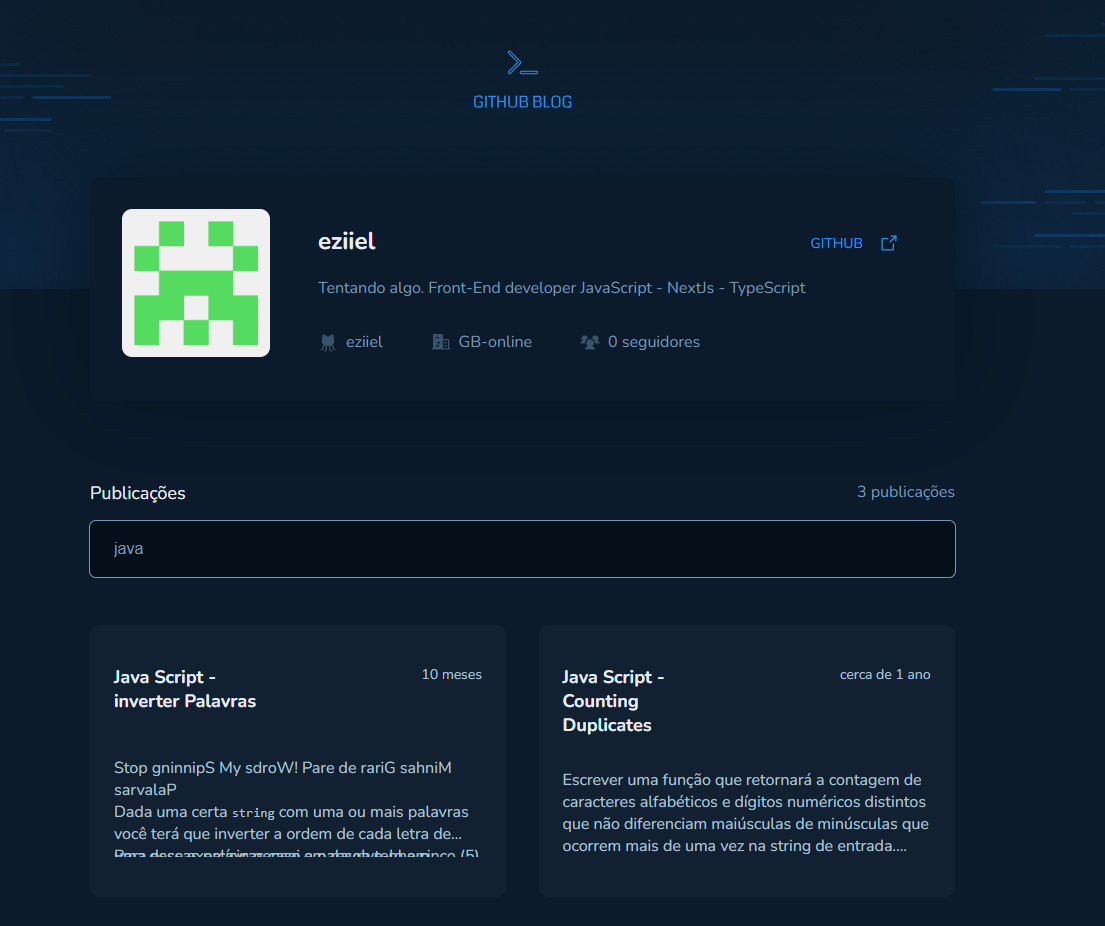 GITHUB BLOG
eziiel
GITHUB
Tentando algo. Front-End developer JavaScript - NextJs - TypeScript
eziiel
GB-online
0 seguidores
Publicações
3 publicações
java
Java Script -
inverter Palavras
10 meses
Stop gninnipS My sdroW! Pare de rariG sahniM
sarvalaP
Dada uma certa string com uma ou mais palavras
você terá que inverter a ordem de cada letra de...
cinco (5)
Java Script -
Counting
Duplicates
cerca de 1 ano
Escrever uma função que retornará a contagem de
caracteres alfabéticos e dígitos numéricos distintos
que não diferenciam maiúsculas de minúsculas que
ocorrem mais de uma vez na string de entrada....